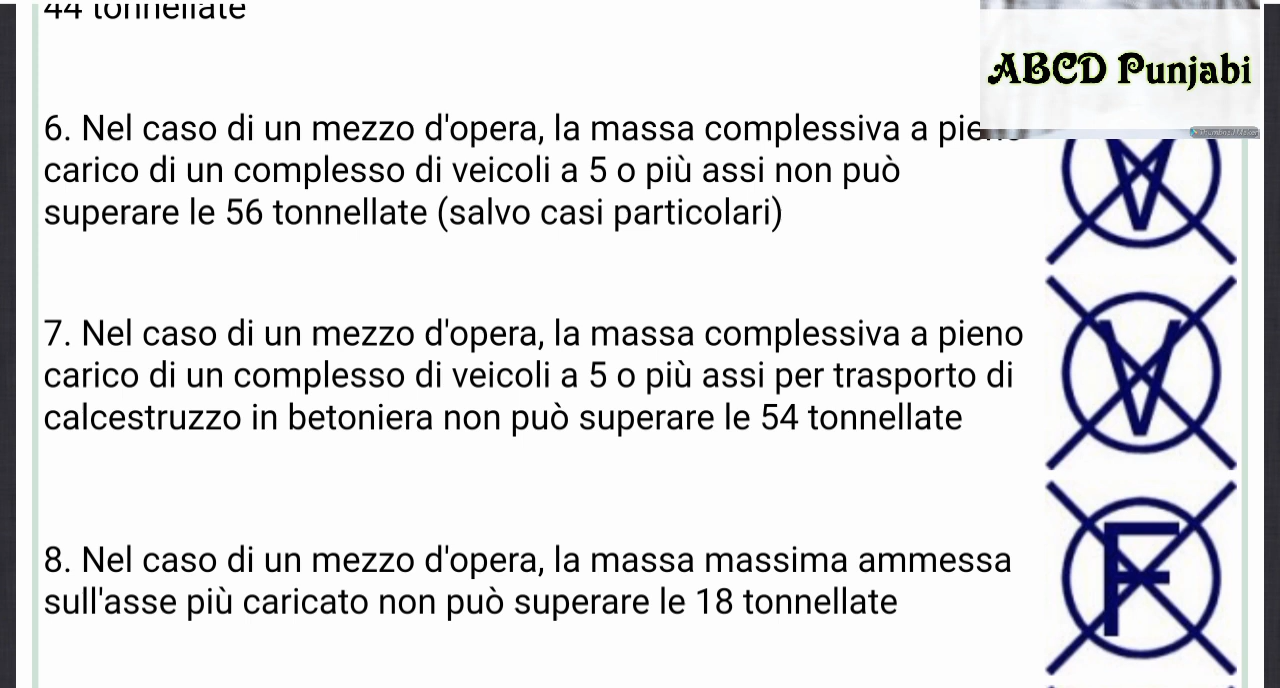 44 tonnellate
ABCD Punjabi
6. Nel caso di un mezzo d'opera, la massa complessiva a pieno
carico di un complesso di veicoli a 5 o più assi non può
superare le 56 tonnellate (salvo casi particolari)
V
7. Nel caso di un mezzo d'opera, la massa complessiva a pieno
carico di un complesso di veicoli a 5 o più assi per trasporto di
calcestruzzo in betoniera non può superare le 54 tonnellate
V
8. Nel caso di un mezzo d'opera, la massa massima ammessa
sull'asse più caricato non può superare le 18 tonnellate
F